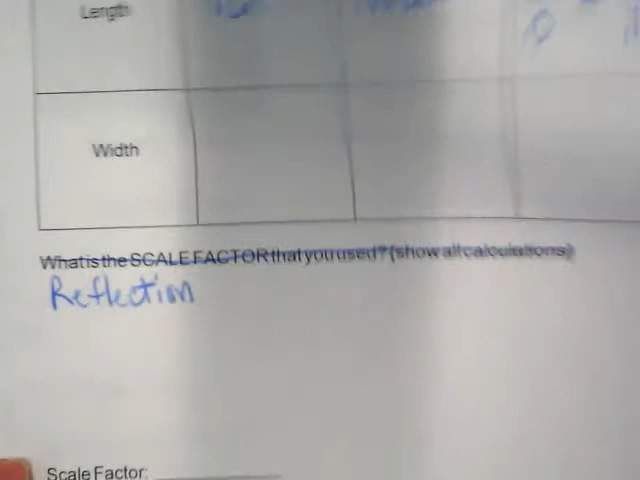 Length
Width
What is the SCALE FACTOR that you used? (show all calculations)
Reflection
Scale Factor: